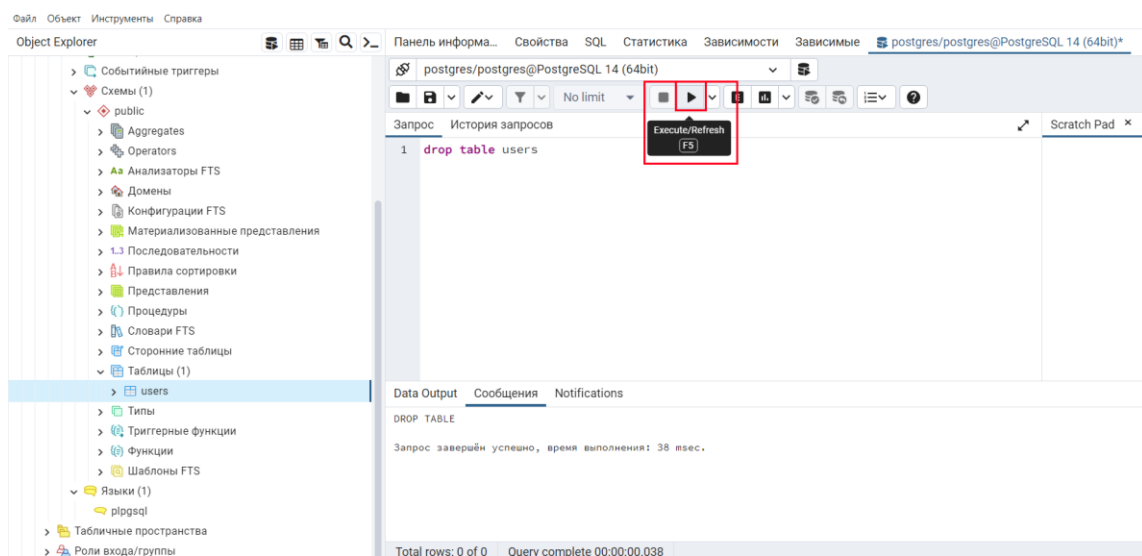 Файл Объект Инструменты Справка
Object Explorer
Панель информа... Свойства SQL Статистика Зависимости Зависимые postgres/postgres@PostgreSQL 14 (64bit)*
Событийные триггеры
Схемы (1)
public
Aggregates
Operators
Анализаторы FTS
Домены
Конфигурации FTS
Материализованные представления
1..3 Последовательности
Правила сортировки
Представления
Процедуры
Словари FTS
Сторонние таблицы
Таблицы (1)
users
Типы
Триггерные функции
Функции
Шаблоны FTS
Языки (1)
plpgsql
Табличные пространства
Роли входа/группы
postgres/postgres@PostgreSQL 14 (64bit)
No limit
Запрос История запросов
Execute/Refresh
F5
Scratch Pad
1 drop table users
Data Output Сообщения Notifications
DROP TABLE
Запрос завершён успешно, время выполнения: 38 msec.
Total rows: 0 of 0 Query complete 00:00:00.038